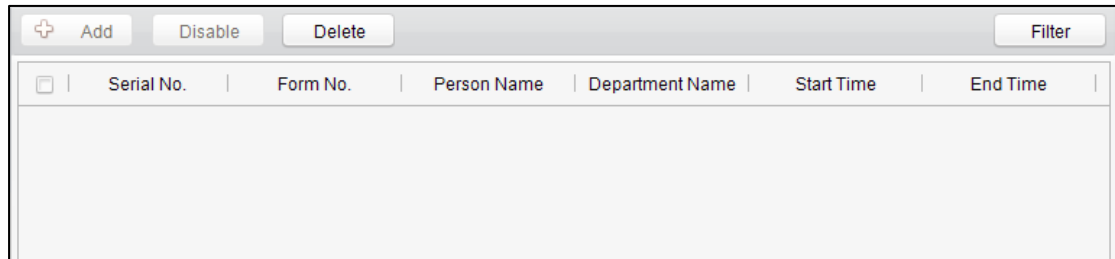 Add Disable Delete Filter
Serial No. Form No. Person Name Department Name Start Time End Time